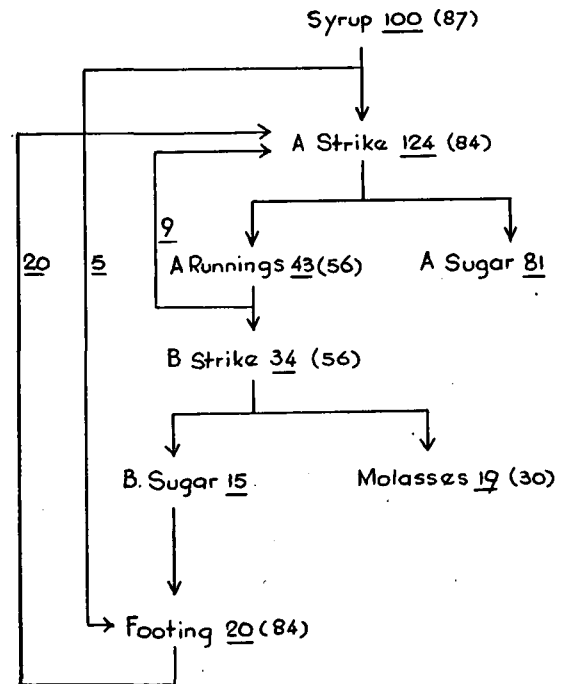 Syrup 100 (87)
A Strike 124 (84)
9
20
5
A Runnings 43 (56)
A Sugar 81
B Strike 34 (56)
B. Sugar 15
Molasses 19 (30)
Footing 20 (84)